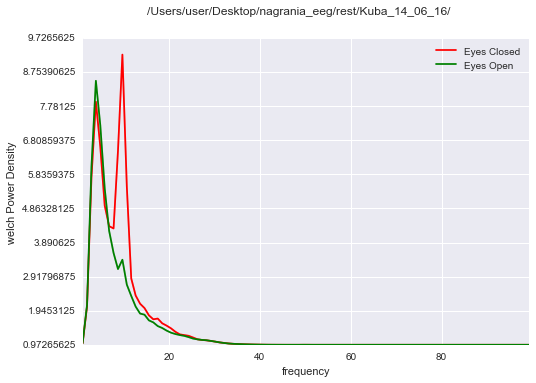 /Users/user/Desktop/nagrania_eeg/rest/Kuba_14_06_16/
9.7265625
8.75390625
7.78125
6.80859375
5.8359375
4.86328125
3.890625
2.91796875
1.9453125
0.97265625
welch Power Density
Eyes Closed
Eyes Open
20
40
60
80
frequency